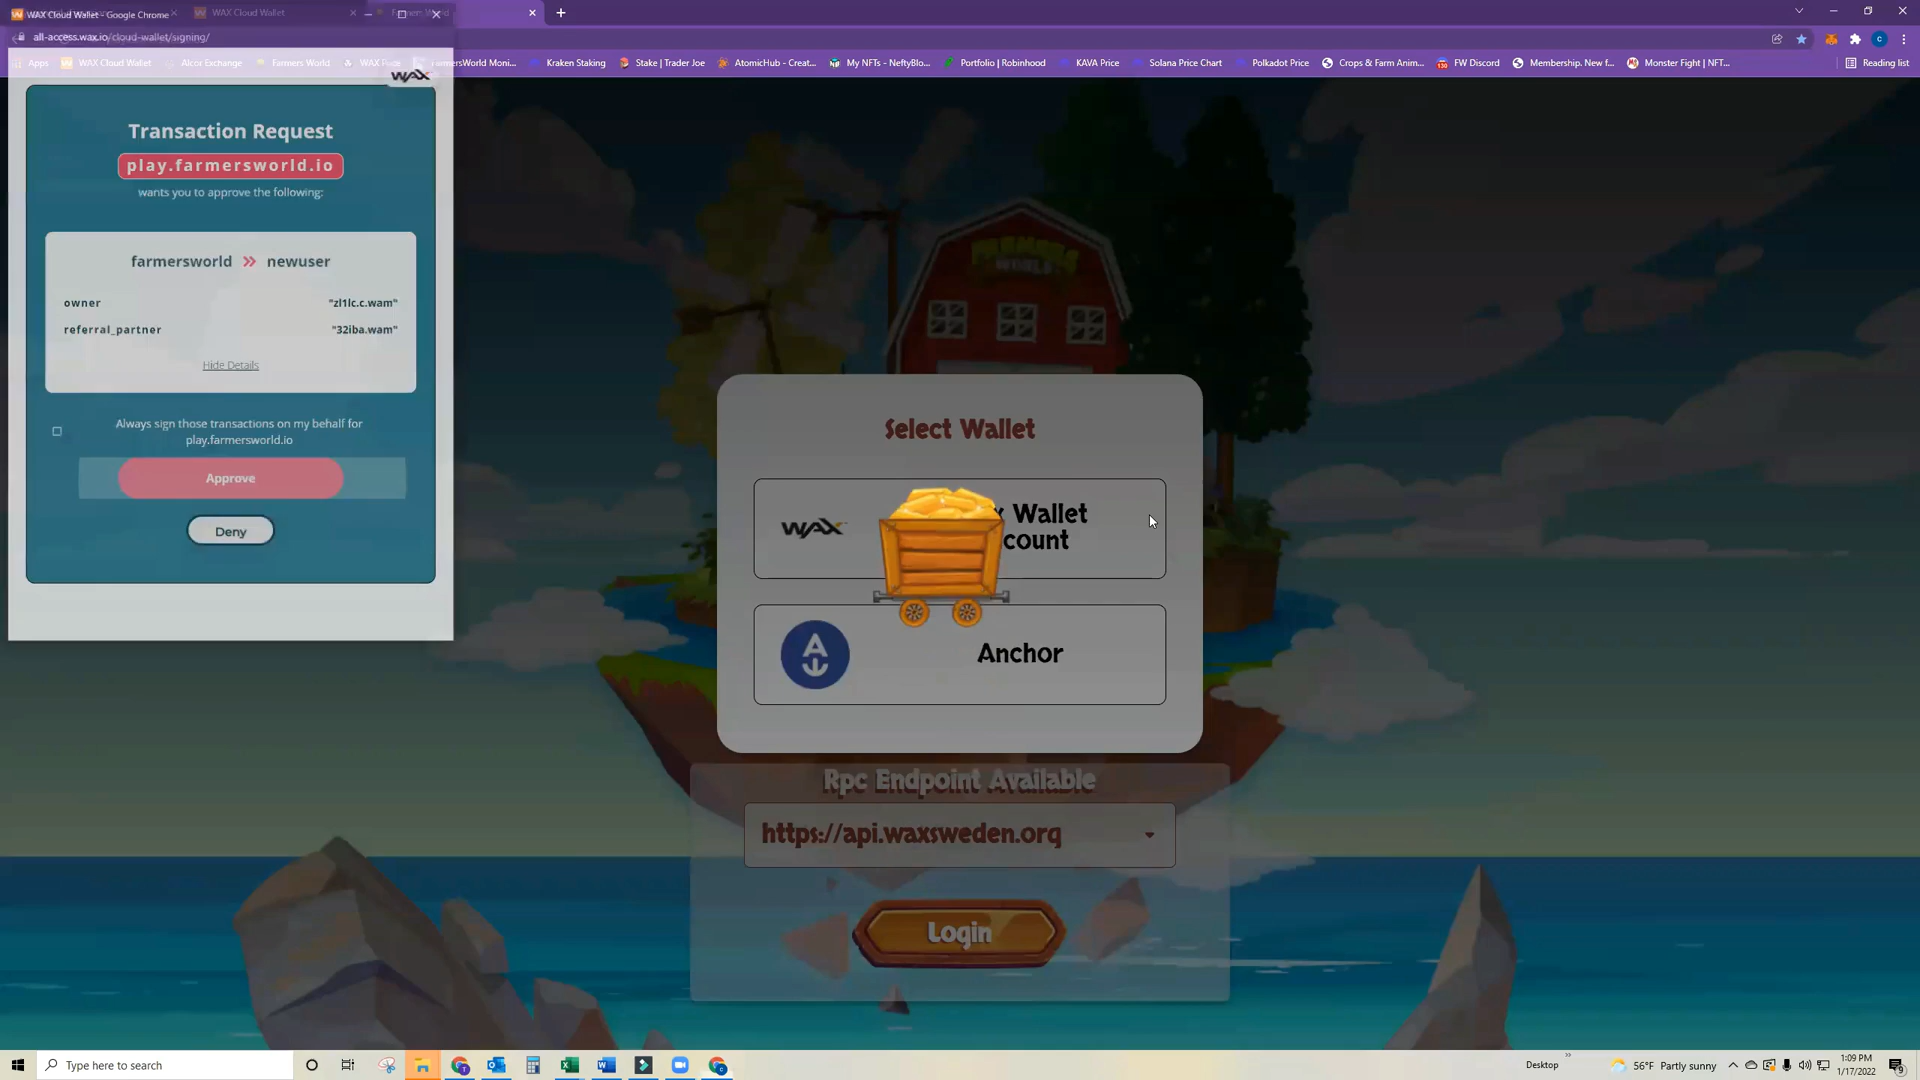 WAX Cloud Wallet - Google Chrome
WAX Cloud Wallet
all-access.wax.io/cloud-wallet/signing/
Apps
WAX Cloud Wallet
Alcor Exchange
Farmers World
Kraken Staking
Stake | Trader Joe
AtomicHub - Creat...
My NFTs - NeftyBlo...
Portfolio | Robinhood
KAVA Price
Solana Price Chart
Polkadot Price
Crops & Farm Anim...
FW Discord
Membership. New f...
Monster Fight | NFT...
Reading list
WAX
Transaction Request
play.farmersworld.io
wants you to approve the following:
farmersworld » newuser
owner "zl1lc.c.wam"
referral_partner "32iba.wam"
Hide Details
Always sign those transactions on my behalf for
play.farmersworld.io
Approve
Deny
FARMERS
WORLD
Select Wallet
WAX
Wallet
count
Anchor
Rpc Endpoint Available
https://api.waxsweden.org
Login
Type here to search
Desktop
56°F Partly sunny
1:09 PM
1/17/2022